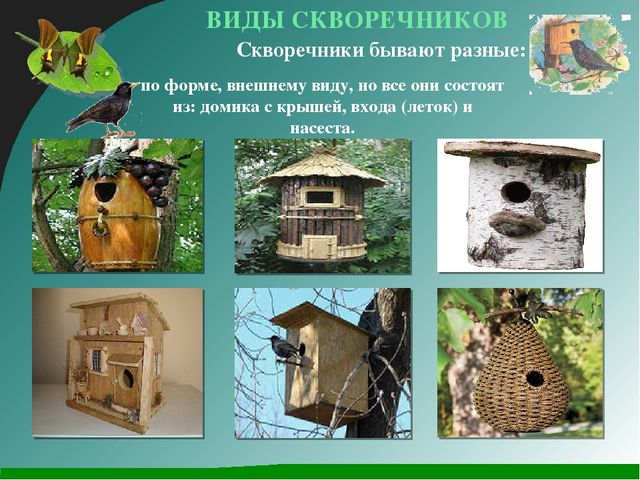 ВИДЫ СКВОРЕЧНИКОВ
Скворечники бывают разные:
по форме, внешнему виду, но все они состоят
из: домика с крышей, входа (леток) и
насеста.